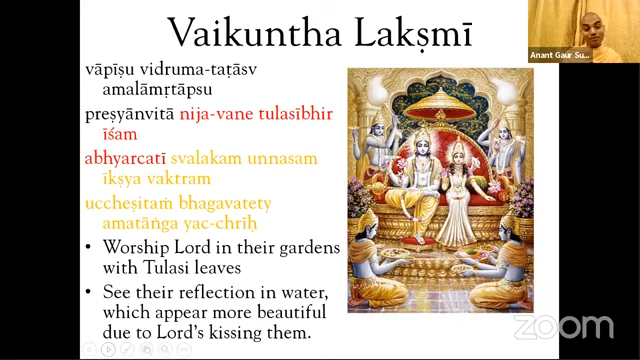 Vaikuntha Lakṣmī
Anant Gaur Su...
vāpīṣu vidruma-taṭāsv
amalāmṛtāpsu
preṣyānvitā nija-vane tulasībhir
īśam
abhyarcatī svalakam unnasam
īkṣya vaktram
uccheṣitaṁ bhagavatety
amatāṅga yac-chrīḥ
• Worship Lord in their gardens
with Tulasi leaves
• See their reflection in water,
which appear more beautiful
due to Lord's kissing them.
zoom